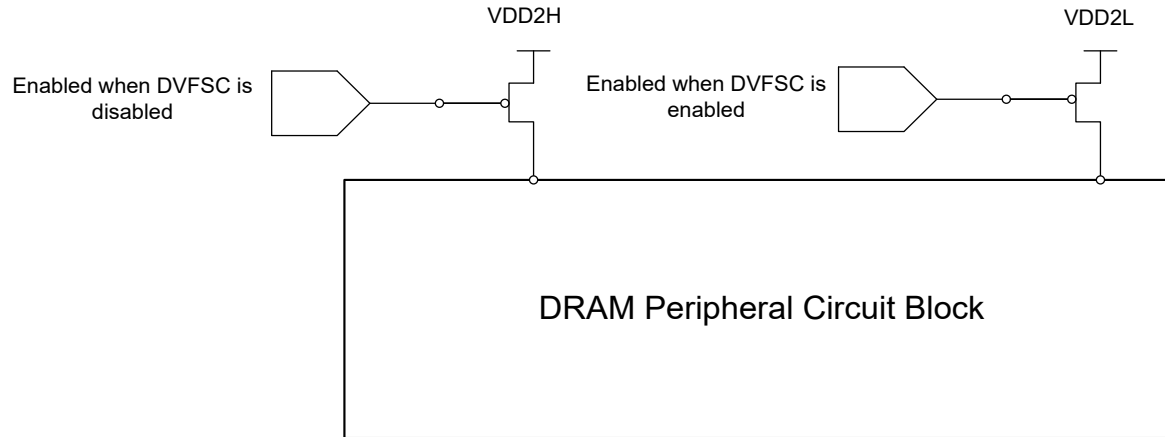 VDD2H
VDD2L
Enabled when DVFSC is
disabled
Enabled when DVFSC is
enabled
DRAM Peripheral Circuit Block